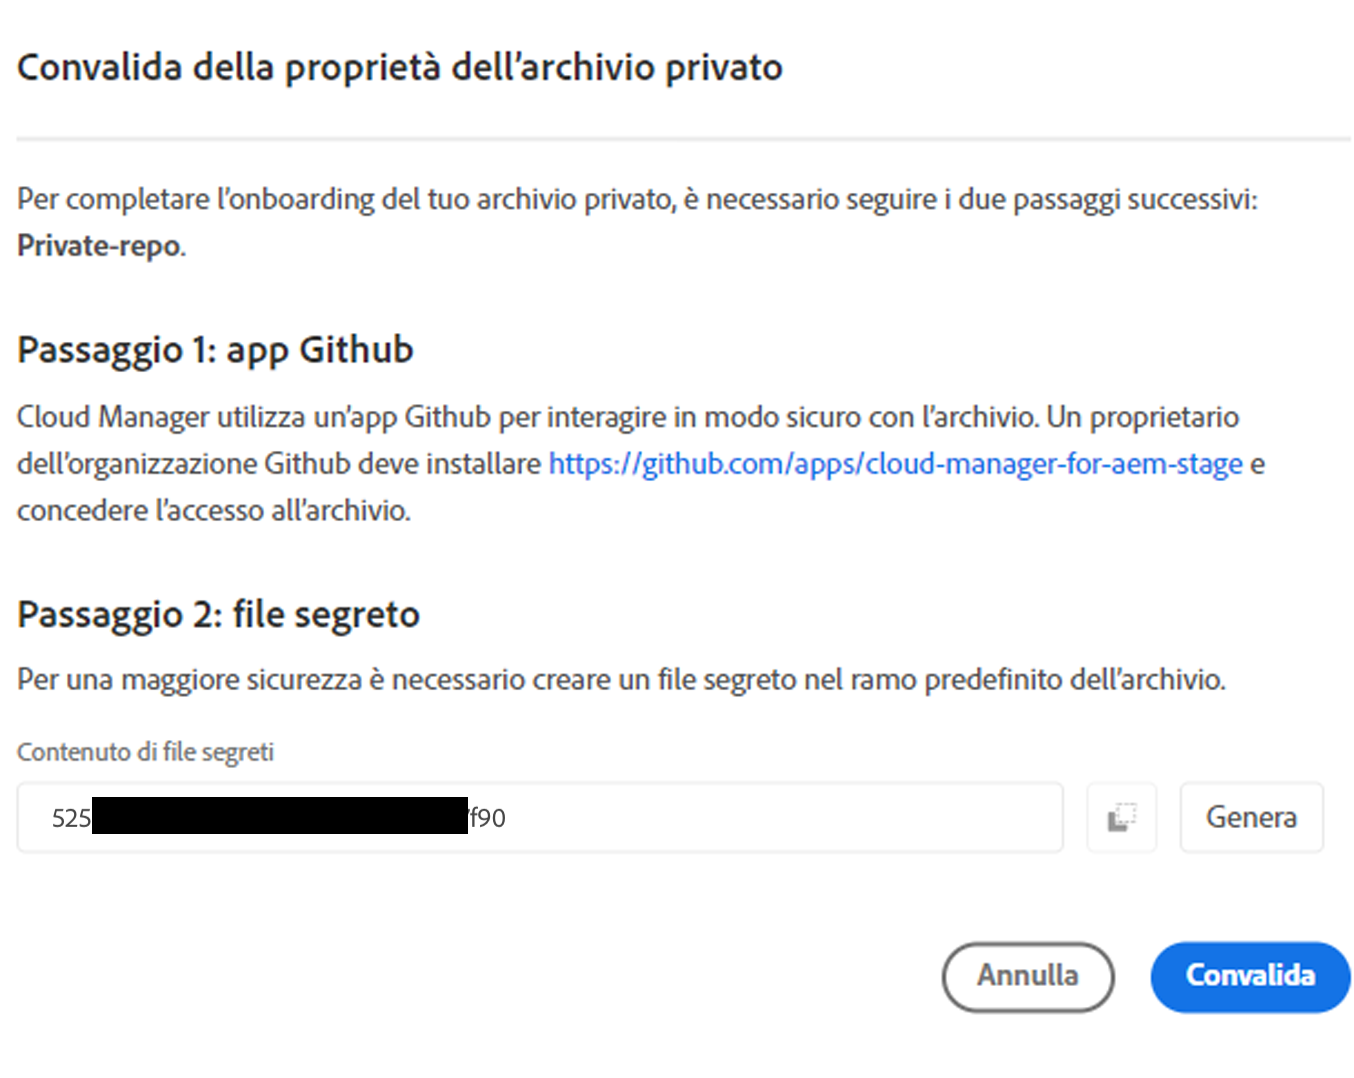 Convalida della proprietà dell’archivio privato
Per completare l’onboarding del tuo archivio privato, è necessario seguire i due passaggi successivi:
Private-repo.
Passaggio 1: app Github
Cloud Manager utilizza un’app Github per interagire in modo sicuro con l’archivio. Un proprietario
dell’organizzazione Github deve installare https://github.com/apps/cloud-manager-for-aem-stage e
concedere l’accesso all’archivio.
Passaggio 2: file segreto
Per una maggiore sicurezza è necessario creare un file segreto nel ramo predefinito dell’archivio.
Contenuto di file segreti
525 f90
Genera
Annulla Convalida